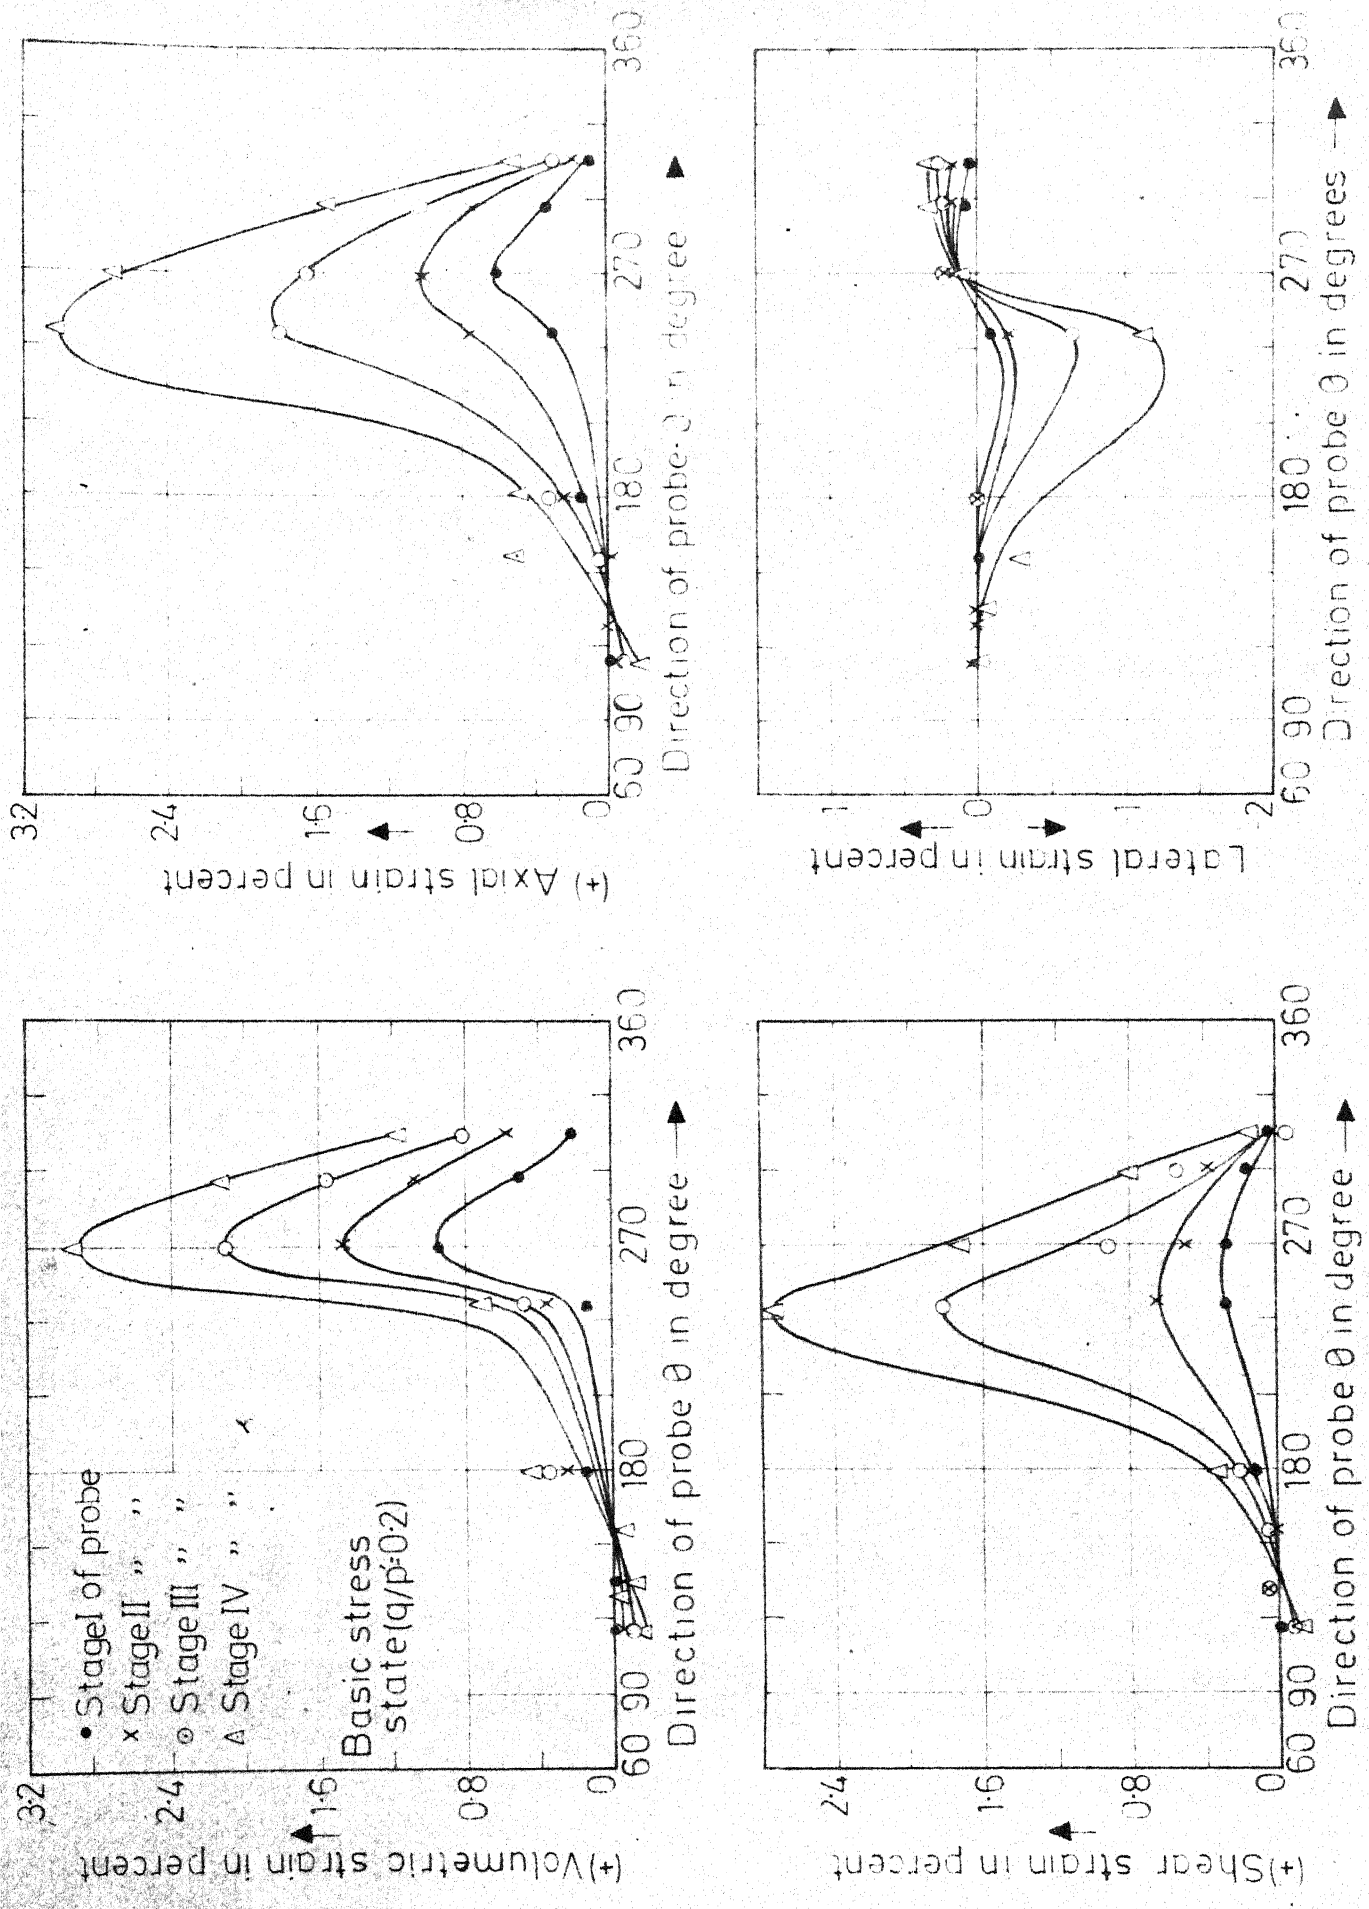 3.2
2.4
1.6
0.8
0
(+) Volumetric strain in percent
• Stage I of probe
x Stage II „ „
⊙ Stage III „ „
△ Stage IV „ „
Basic stress
state (q/p'=0.2)
60 90 180 270 360
Direction of probe θ in degree
3.2
2.4
1.6
0.8
0
(+) Axial strain in percent
60 90 180 270 360
Direction of probe θ in degree
2.4
1.6
0.8
0
(+) Shear strain in percent
60 90 180 270 360
Direction of probe θ in degree
1
0
1
2
Lateral strain in percent
60 90 180 270 360
Direction of probe θ in degrees